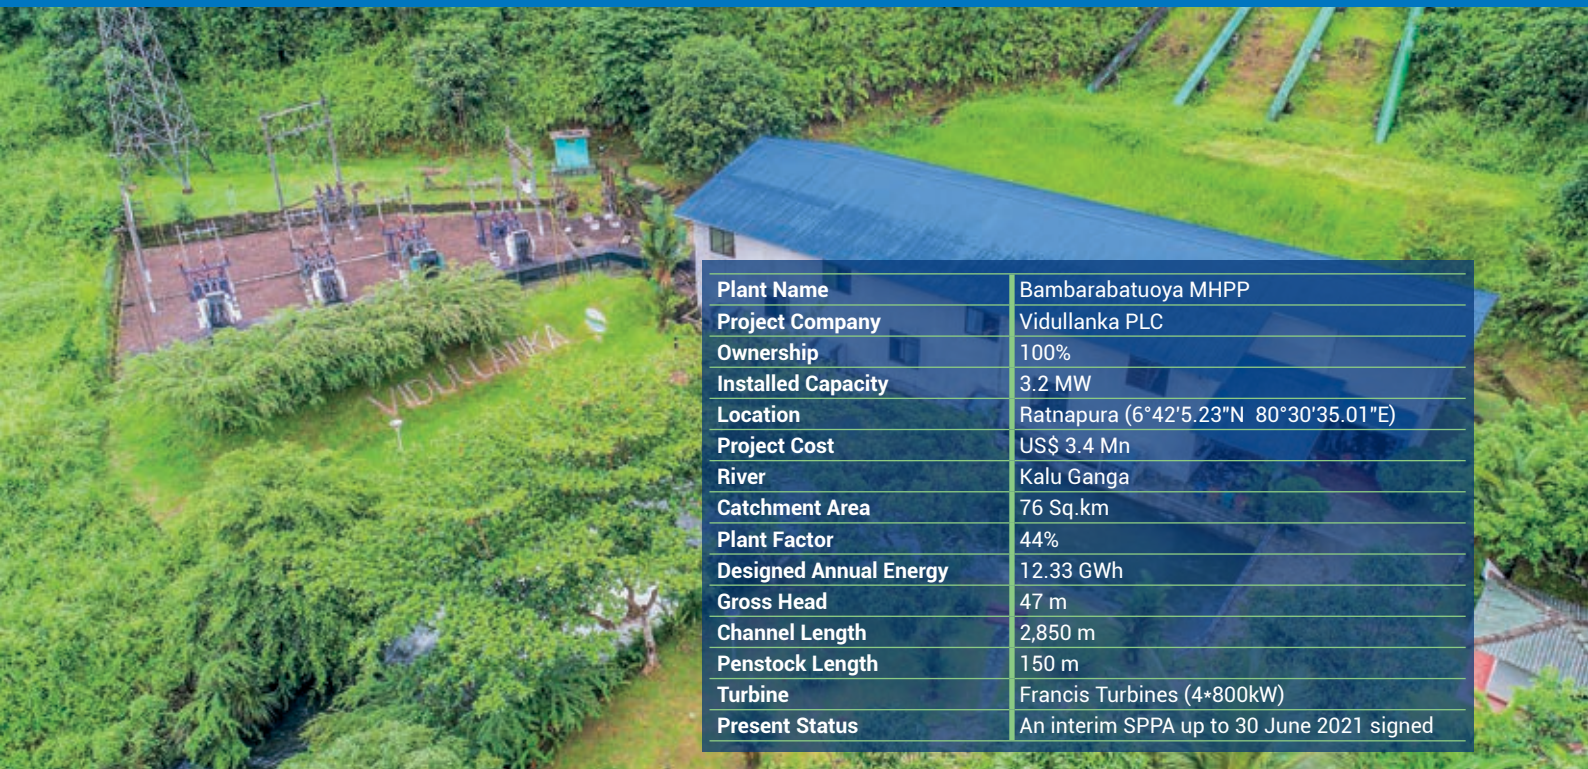 VIDULLANKA
Plant Name Bambarabatuoya MHPP
Project Company Vidullanka PLC
Ownership 100%
Installed Capacity 3.2 MW
Location Ratnapura (6°42'5.23"N 80°30'35.01"E)
Project Cost US$ 3.4 Mn
River Kalu Ganga
Catchment Area 76 Sq.km
Plant Factor 44%
Designed Annual Energy 12.33 GWh
Gross Head 47 m
Channel Length 2,850 m
Penstock Length 150 m
Turbine Francis Turbines (4*800kW)
Present Status An interim SPPA up to 30 June 2021 signed